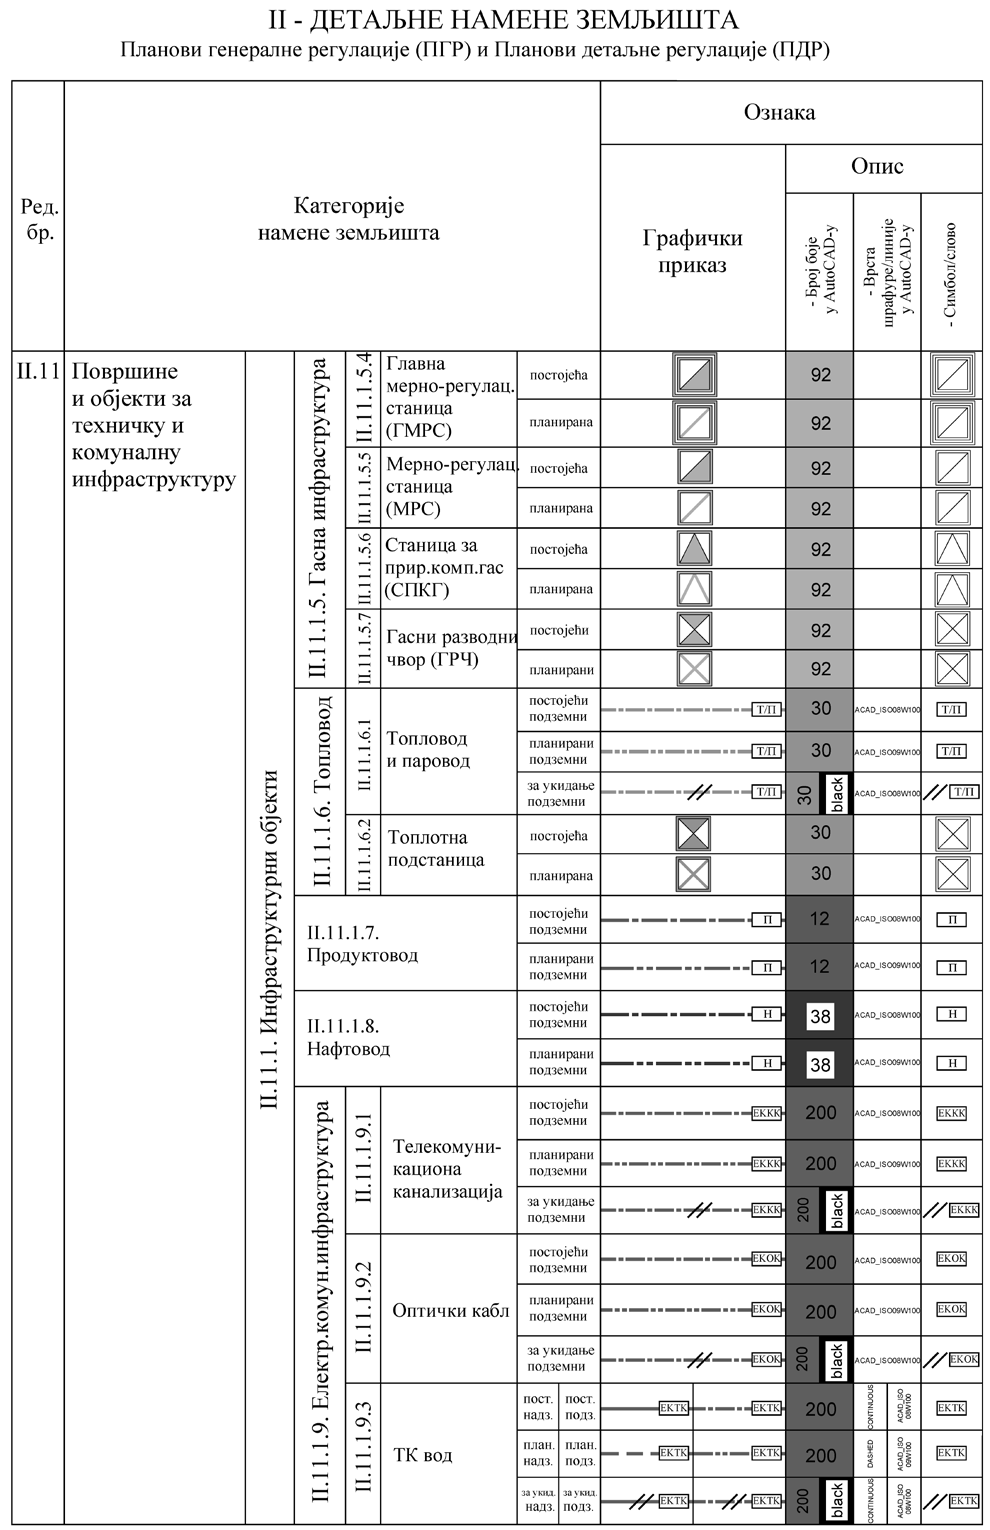 II - ДЕТАЉНЕ НАМЕНЕ ЗЕМЉИШТА
Планови генералне регулације (ПГР) и Планови детаљне регулације (ПДР)
Ред.
бр.
Категорије
намене земљишта
Ознака
Графички
приказ
Опис
- Број боје
у AutoCAD-у
- Врста
шрафуре/линије
у AutoCAD-у
- Симбол/слово
II.11
Површине
и објекти за
техничку и
комуналну
инфраструктуру
II.11.1. Инфраструктурни објекти
II.11.1.5. Гасна инфраструктура
II.11.1.5.4
Главна
мерно-регулац.
станица
(ГМРС)
постојећа
92
планирана
92
II.11.1.5.5
Мерно-регулац.
станица
(МРС)
постојећа
92
планирана
92
II.11.1.5.6
Станица за
прир.комп.гас
(СПКГ)
постојећа
92
планирана
92
II.11.1.5.7
Гасни разводни
чвор (ГРЧ)
постојећи
92
планирани
92
II.11.1.6. Топловод
II.11.1.6.1
Топловод
и паровод
постојећи
подземни
Т/П
30
ACAD_ISO08W100
Т/П
планирани
подземни
Т/П
30
ACAD_ISO09W100
Т/П
за укидање
подземни
Т/П
30
black
ACAD_ISO08W100
Т/П
II.11.1.6.2
Топлотна
подстаница
постојећа
30
планирана
30
II.11.1.7.
Продуктовод
постојећи
подземни
П
12
ACAD_ISO08W100
П
планирани
подземни
П
12
ACAD_ISO09W100
П
II.11.1.8.
Нафтовод
постојећи
подземни
Н
38
ACAD_ISO08W100
Н
планирани
подземни
Н
38
ACAD_ISO09W100
Н
II.11.1.9. Електр.комун.инфраструктура
II.11.1.9.1
Телекомуни-
кациона
канализација
постојећи
подземни
ЕККК
200
ACAD_ISO08W100
ЕККК
планирани
подземни
ЕККК
200
ACAD_ISO09W100
ЕККК
за укидање
подземни
ЕККК
200
black
ACAD_ISO08W100
ЕККК
II.11.1.9.2
Оптички кабл
постојећи
подземни
ЕКОК
200
ACAD_ISO08W100
ЕКОК
планирани
подземни
ЕКОК
200
ACAD_ISO09W100
ЕКОК
за укидање
подземни
ЕКОК
200
black
ACAD_ISO08W100
ЕКОК
II.11.1.9.3
ТК вод
пост.
надз.
пост.
подз.
ЕКТК
ЕКТК
200
CONTINUOUS
ACAD_ISO
08W100
ЕКТК
план.
надз.
план.
подз.
ЕКТК
ЕКТК
200
DASHED
ACAD_ISO
09W100
ЕКТК
за укид.
надз.
за укид.
подз.
ЕКТК
ЕКТК
200
black
CONTINUOUS
ACAD_ISO
08W100
ЕКТК